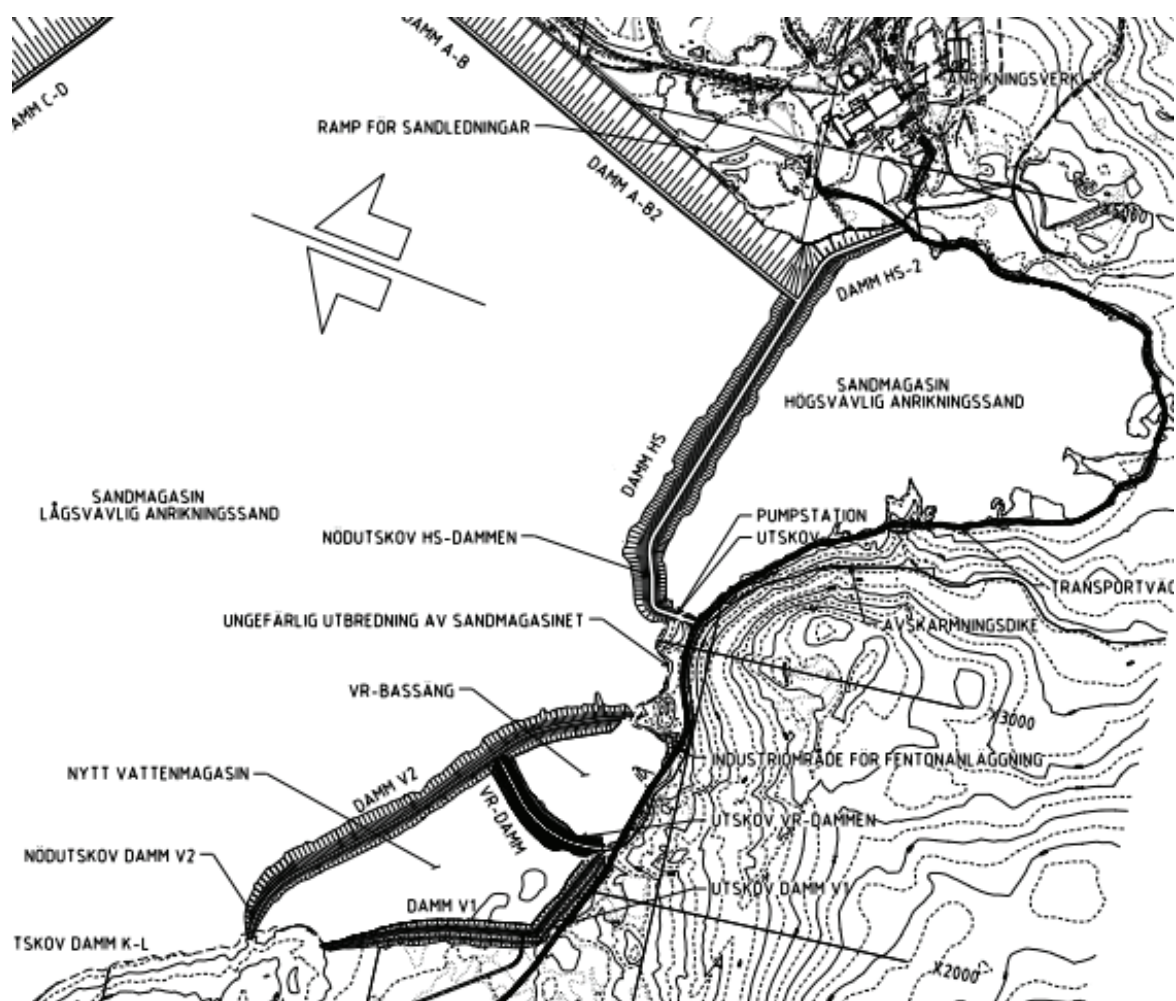 DAMM A-B
AMM C-D
ANRIKNINGSVERK
RAMP FÖR SANDLEDNINGAR
DAMM A-B2
DAMM HS-2
SANDMAGASIN
HÖGSVAVLIG ANRIKNINGSSAND
DAMM HS
SANDMAGASIN
LÅGSVAVLIG ANRIKNINGSSAND
PUMPSTATION
NÖDUTSKOV HS-DAMMEN
UTSKOV
TRANSPORTVÄG
UNGEFÄRLIG UTBREDNING AV SANDMAGASINET
AVSKÄRMNINGSDIKE
VR-BASSÄNG
X3000
INDUSTRIOMRÅDE FÖR FENTONANLÄGGNING
NYTT VATTENMAGASIN
DAMM V2
VR-DAMM
UTSKOV VR-DAMMEN
NÖDUTSKOV DAMM V2
UTSKOV DAMM V1
DAMM V1
TSKOV DAMM K-L
X2000